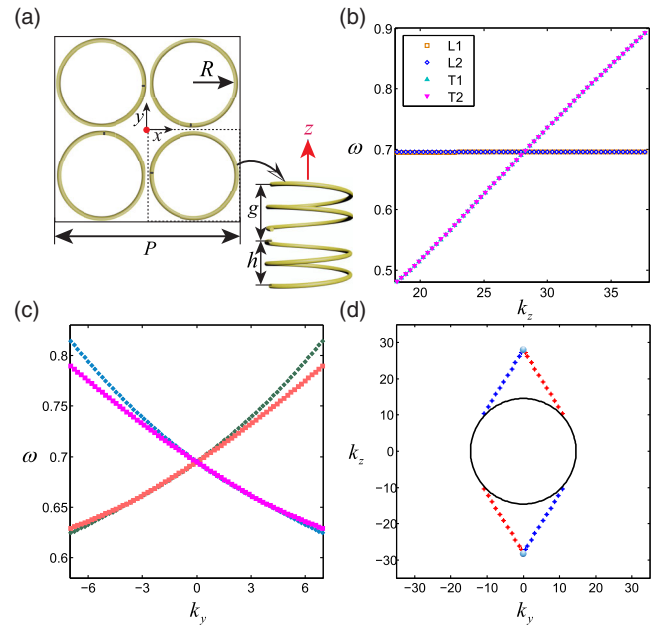 (a)
R
y
x
z
g
h
P
(b)
0.9
0.8
ω
0.7
0.6
0.5
L1
L2
T1
T2
20 25 30 35
k_z
(c)
0.8
0.75
ω
0.7
0.65
0.6
-6 -3 0 3 6
k_y
(d)
30
20
10
k_z
0
-10
-20
-30
-30 -20 -10 0 10 20 30
k_y